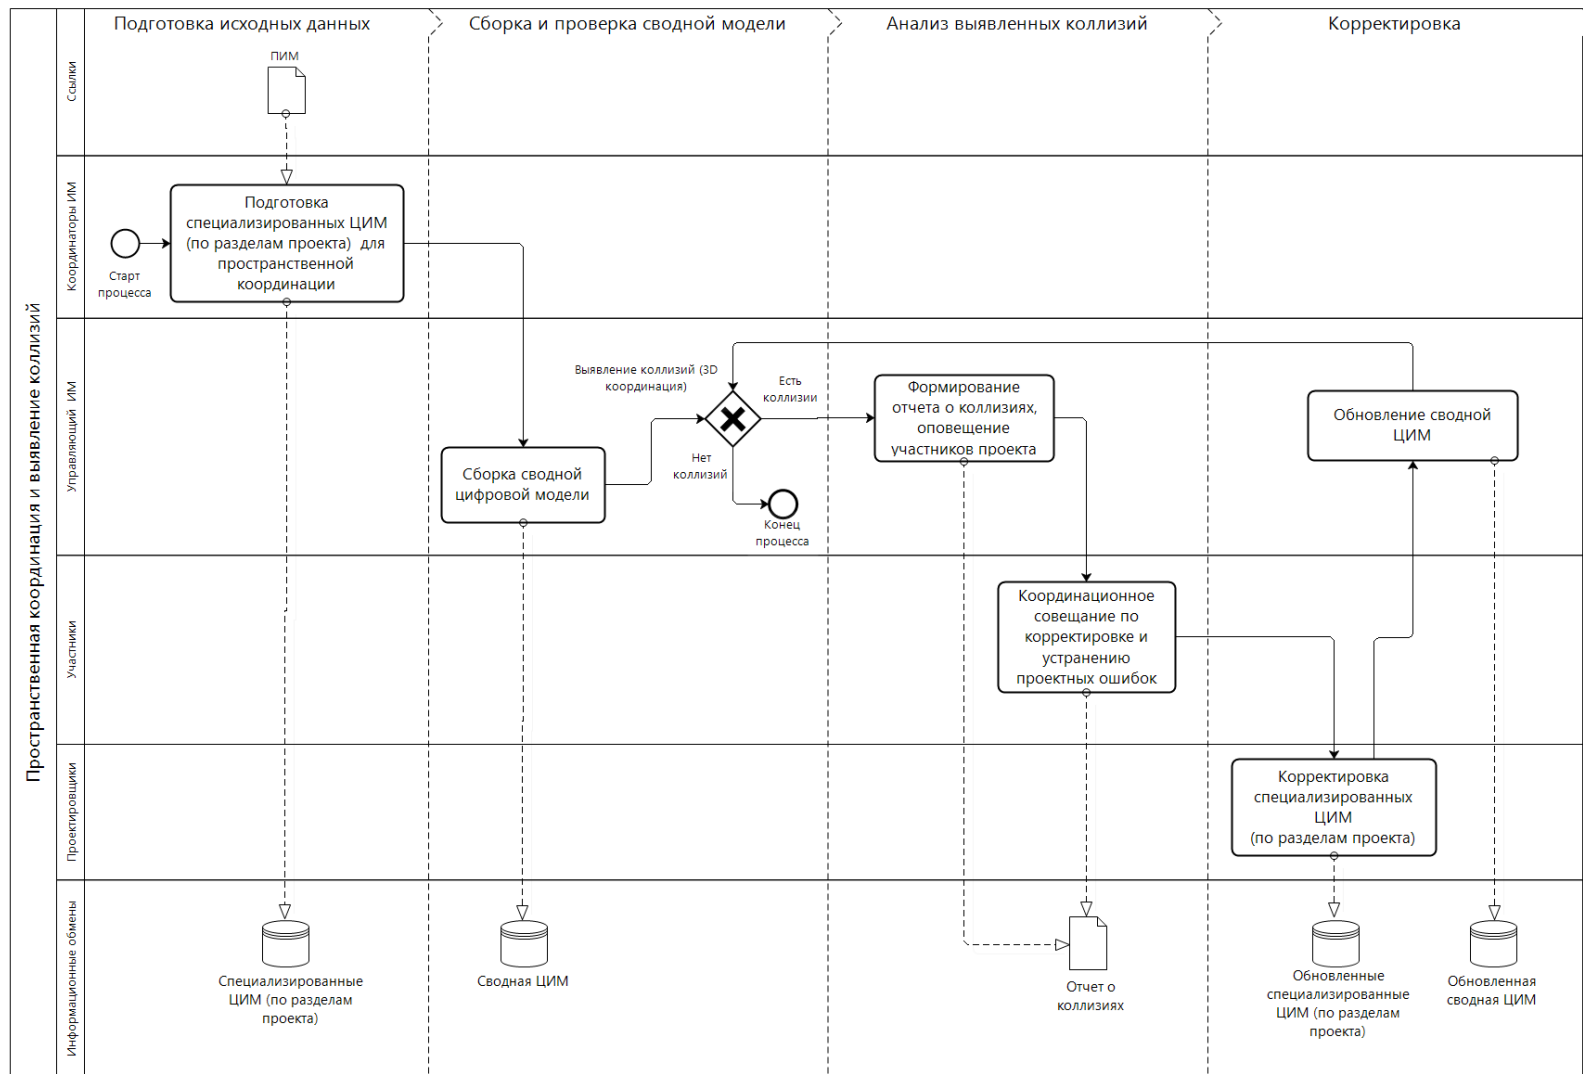 Подготовка исходных данных
Сборка и проверка сводной модели
Анализ выявленных коллизий
Корректировка
Пространственная координация и выявление коллизий
Ссылки
ПИМ
Координаторы ИМ
Старт
процесса
Подготовка
специализированных ЦИМ
(по разделам проекта) для
пространственной
координации
Управляющий ИМ
Сборка сводной
цифровой модели
Выявление коллизий (3D
координация)
Есть
коллизии
Нет
коллизий
Конец
процесса
Формирование
отчета о коллизиях,
оповещение
участников проекта
Обновление сводной
ЦИМ
Участники
Координационное
совещание по
корректировке и
устранению
проектных ошибок
Проектировщики
Корректировка
специализированных
ЦИМ
(по разделам проекта)
Информационные обмены
Специализированные
ЦИМ (по разделам
проекта)
Сводная ЦИМ
Отчет о
коллизиях
Обновленные
специализированные
ЦИМ (по разделам
проекта)
Обновленная
сводная ЦИМ